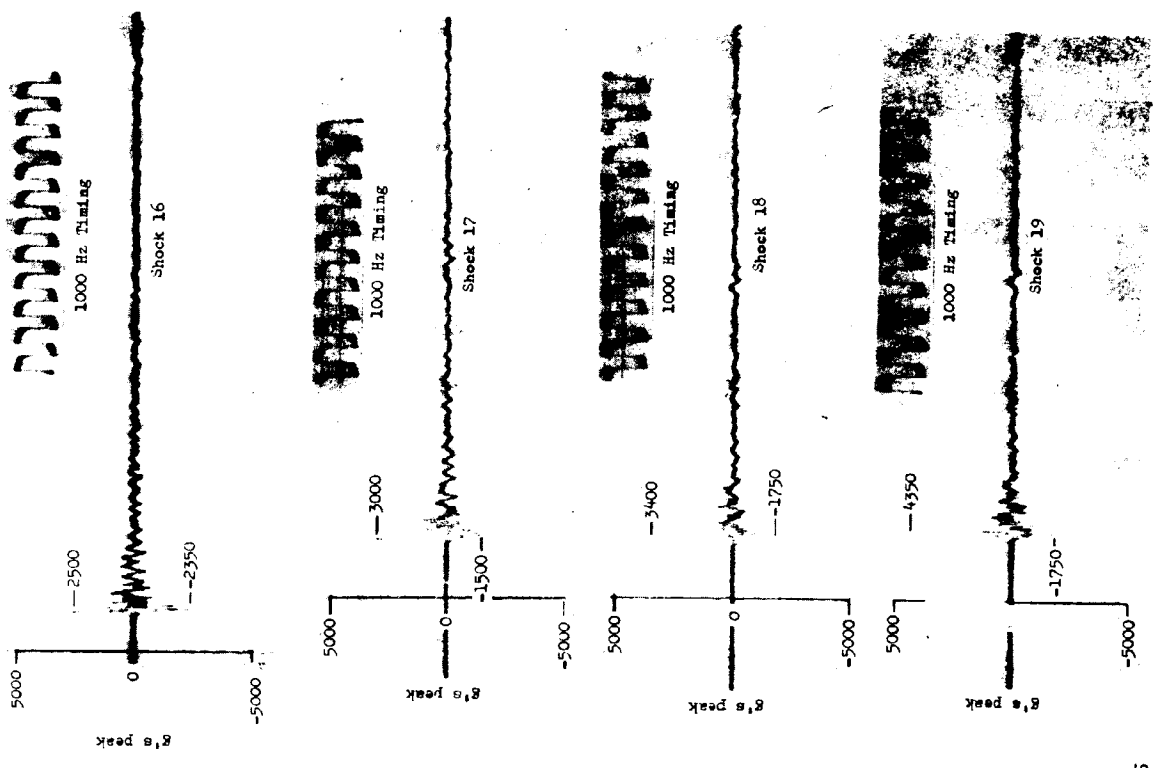 1000 Hz Timing
Shock 16
—2500
—-2350
5000
0
-5000
g's peak
1000 Hz Timing
Shock 17
—3000
-1500—
5000
0
-5000
g's peak
1000 Hz Timing
Shock 18
—3400
—-1750
5000
0
-5000
g's peak
1000 Hz Timing
Shock 19
—4350
-1750-
5000
-5000
g's peak